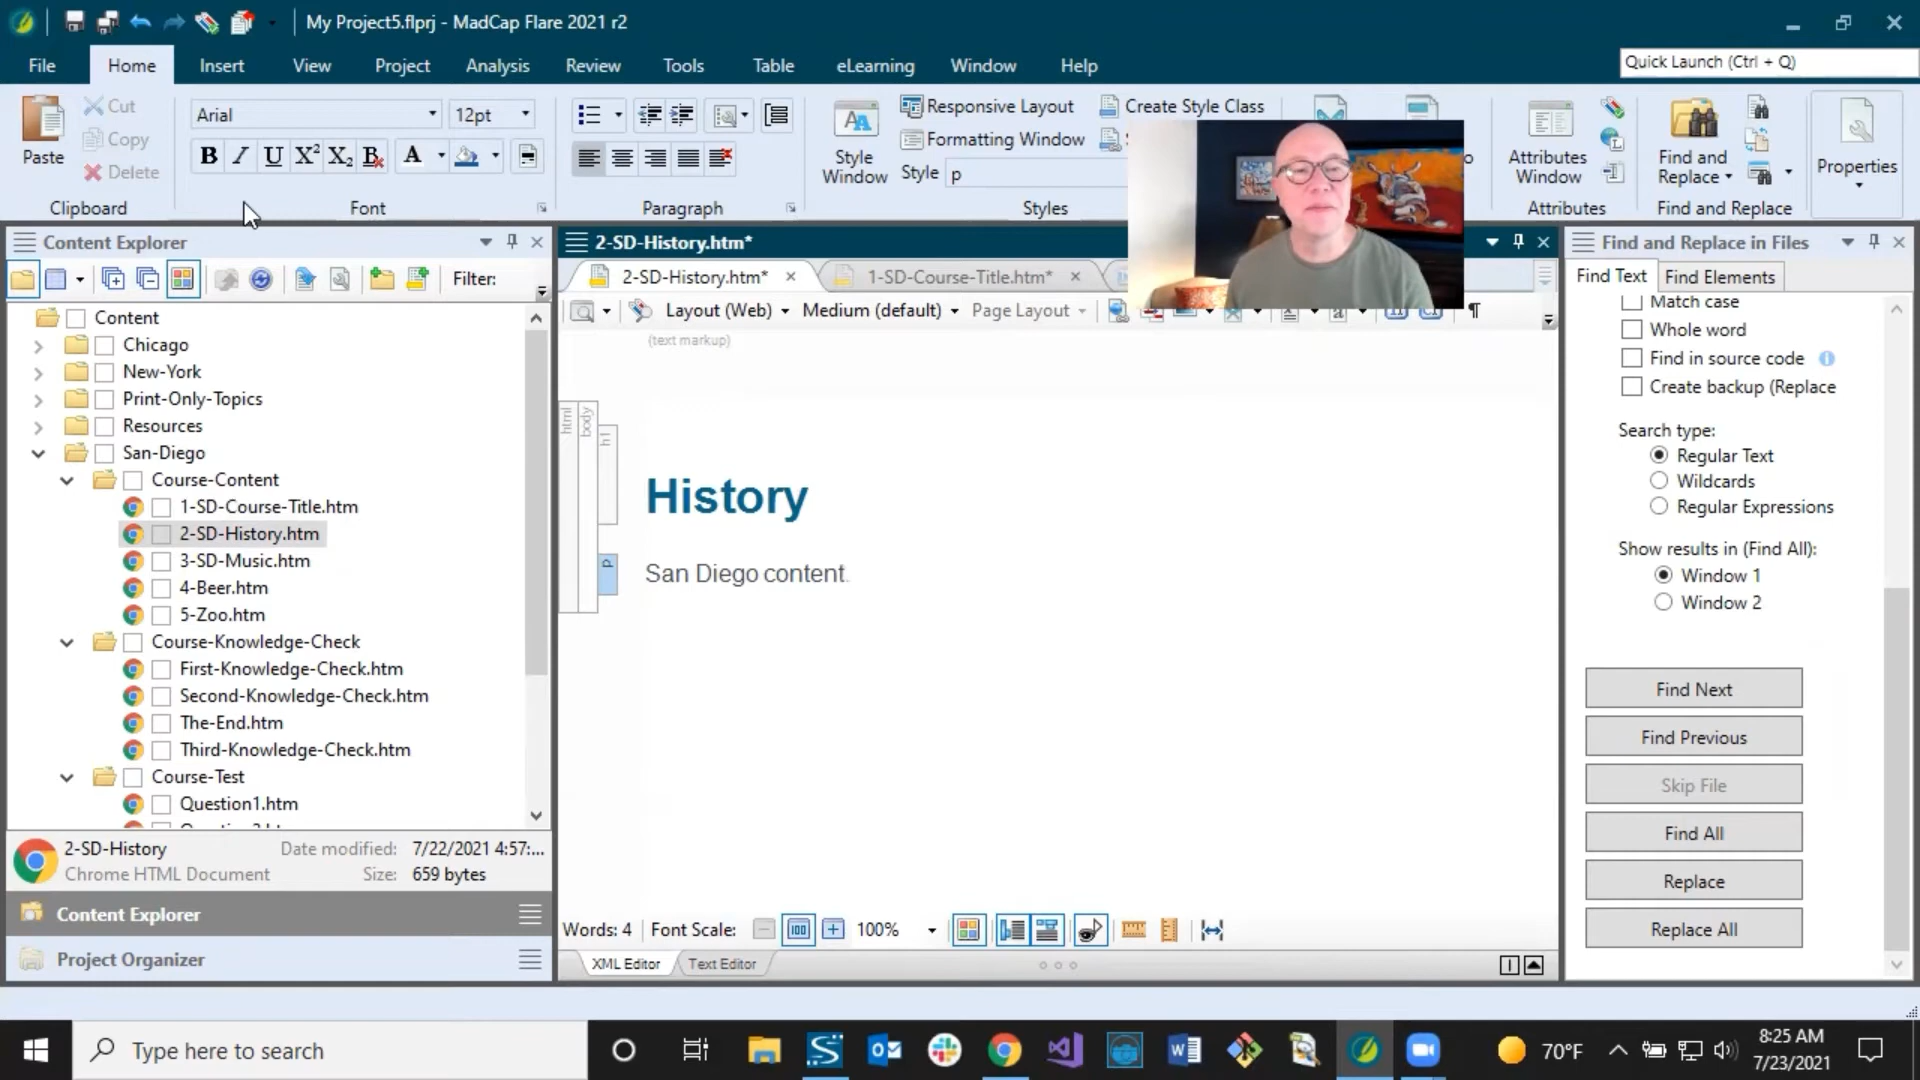 My Project5.flprj - MadCap Flare 2021 r2
File Home Insert View Project Analysis Review Tools Table eLearning Window Help
Quick Launch (Ctrl + Q)
Paste
Cut
Copy
Delete
Clipboard
Arial 12pt
B I U X² X₂ B A
Font
Paragraph
Style Window
Responsive Layout
Formatting Window
Style p
Create Style Class
Styles
Attributes Window
Attributes
Find and Replace
Find and Replace
Properties
Content Explorer
Filter:
Content
Chicago
New-York
Print-Only-Topics
Resources
San-Diego
Course-Content
1-SD-Course-Title.htm
2-SD-History.htm
3-SD-Music.htm
4-Beer.htm
5-Zoo.htm
Course-Knowledge-Check
First-Knowledge-Check.htm
Second-Knowledge-Check.htm
The-End.htm
Third-Knowledge-Check.htm
Course-Test
Question1.htm
2-SD-History Date modified: 7/22/2021 4:57:...
Chrome HTML Document Size: 659 bytes
Content Explorer
Project Organizer
2-SD-History.htm*
2-SD-History.htm* 1-SD-Course-Title.htm*
Layout (Web) Medium (default) Page Layout
(text markup)
html body h1 p
History
San Diego content.
Words: 4 Font Scale: 100 100%
XML Editor Text Editor
Find and Replace in Files
Find Text Find Elements
Match case
Whole word
Find in source code
Create backup (Replace
Search type:
Regular Text
Wildcards
Regular Expressions
Show results in (Find All):
Window 1
Window 2
Find Next
Find Previous
Skip File
Find All
Replace
Replace All
Type here to search
70°F
8:25 AM
7/23/2021